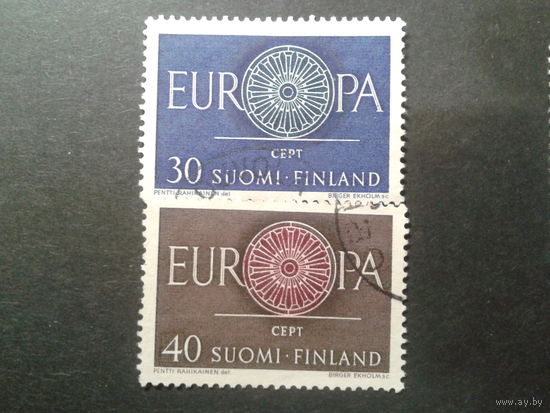 EUROPA
CEPT
30 SUOMI·FINLAND
PENTTI RAHIKAINEN del. BIRGER EKHOLM sc
EUROPA
CEPT
40 SUOMI·FINLAND
PENTTI RAHIKAINEN del. BIRGER EKHOLM sc
www.ay.by